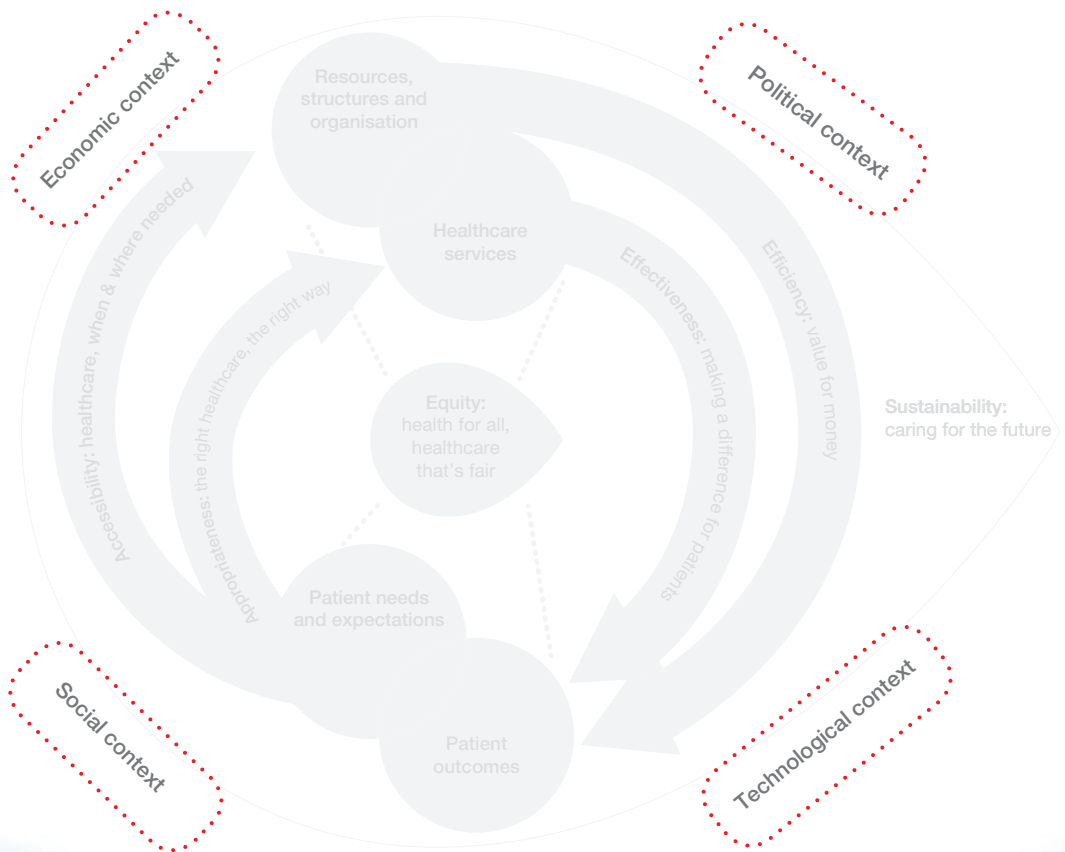 Economic context
Political context
Resources,
structures and
organisation
Healthcare
services
Accessibility: healthcare, when & where needed
Appropriateness: the right healthcare, the right way
Effectiveness: making a difference for patients
Efficiency: value for money
Equity:
health for all,
healthcare
that's fair
Sustainability:
caring for the future
Patient needs
and expectations
Patient
outcomes
Social context
Technological context